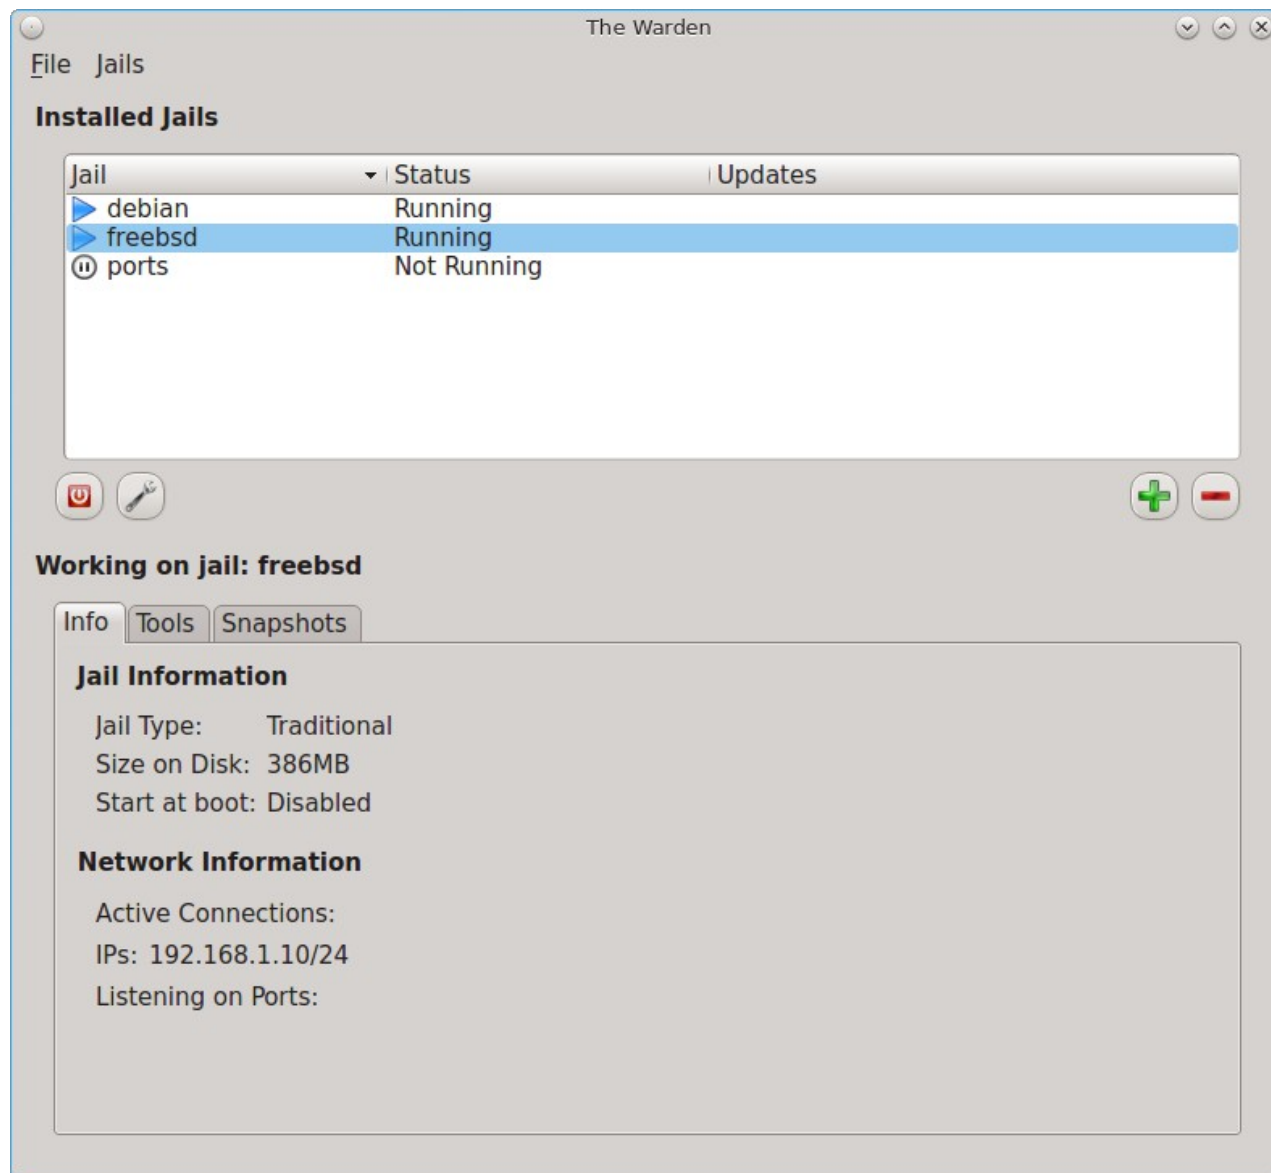 The Warden
File Jails
Installed Jails
Jail Status Updates
debian Running
freebsd Running
ports Not Running
Working on jail: freebsd
Info Tools Snapshots
Jail Information
Jail Type: Traditional
Size on Disk: 386MB
Start at boot: Disabled
Network Information
Active Connections:
IPs: 192.168.1.10/24
Listening on Ports: